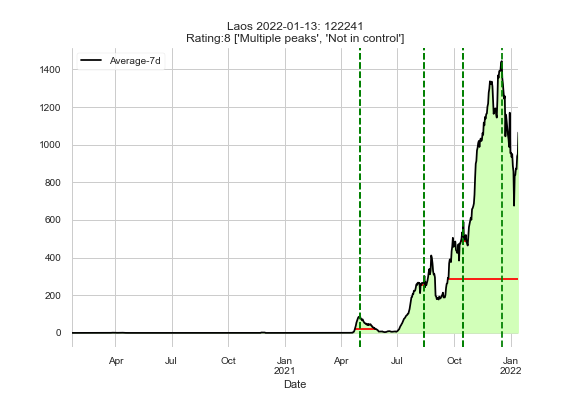 Laos 2022-01-13: 122241
Rating:8 ['Multiple peaks', 'Not in control']
Average-7d
1400
1200
1000
800
600
400
200
0
Apr Jul Oct Jan Apr Jul Oct Jan
2021 2022
Date